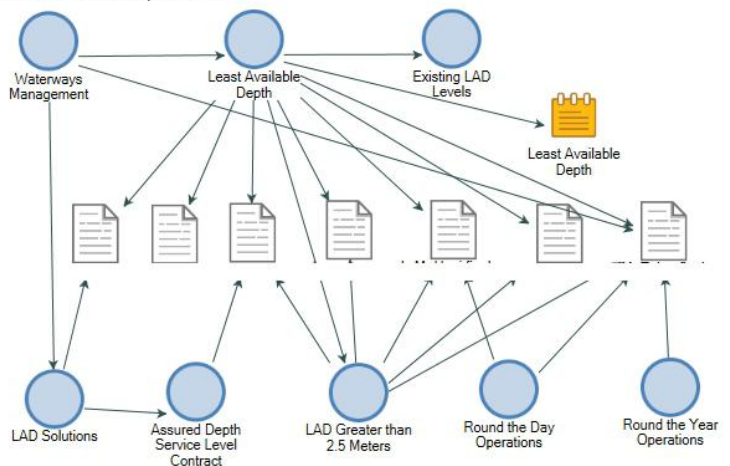 Waterways
Management
Least Available
Depth
Existing LAD
Levels
Least Available
Depth
LAD Solutions
Assured Depth
Service Level
Contract
LAD Greater than
2.5 Meters
Round the Day
Operations
Round the Year
Operations